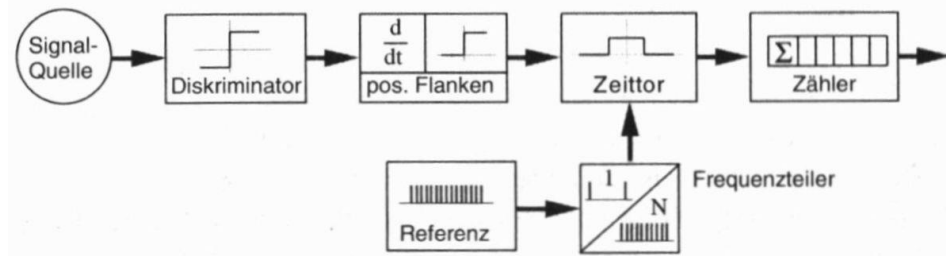 Signal-
Quelle
Diskriminator
d
dt
pos. Flanken
Zeittor
Σ
Zähler
Referenz
1
N
Frequenzteiler